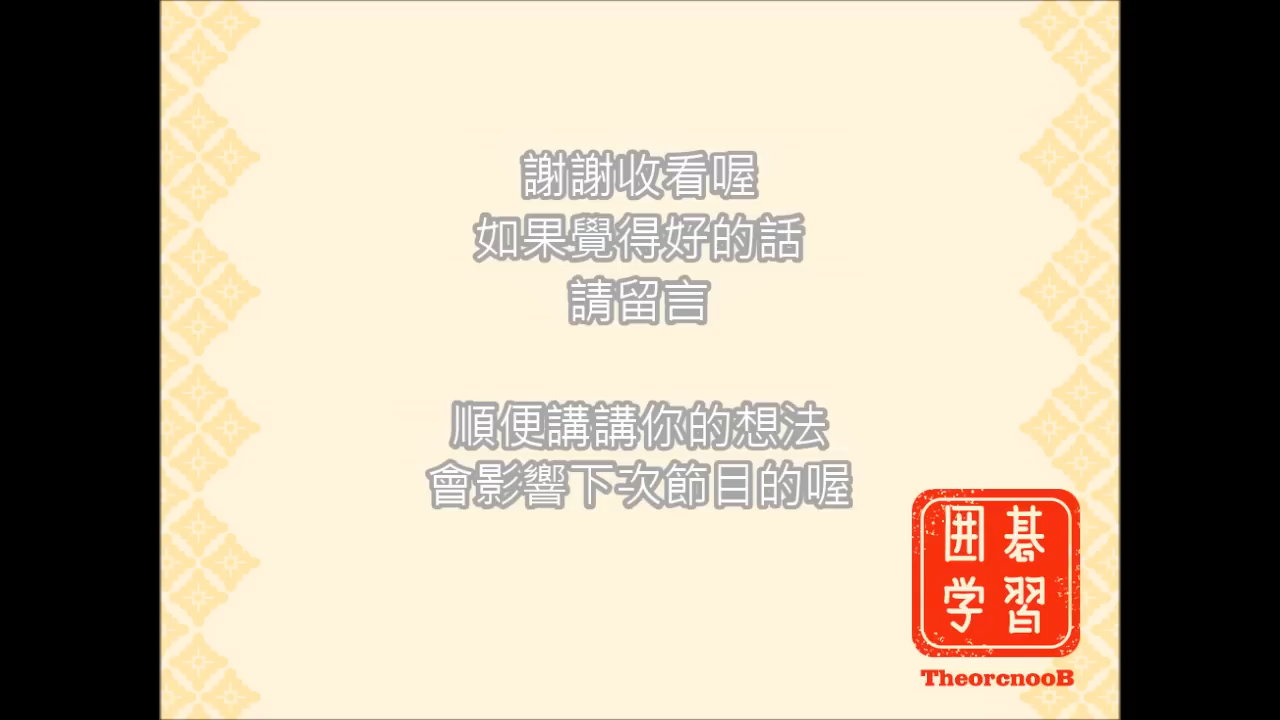 謝謝收看喔
如果覺得好的話
請留言
順便講講你的想法
會影響下次節目的喔
囲碁
学習
TheorcnooB